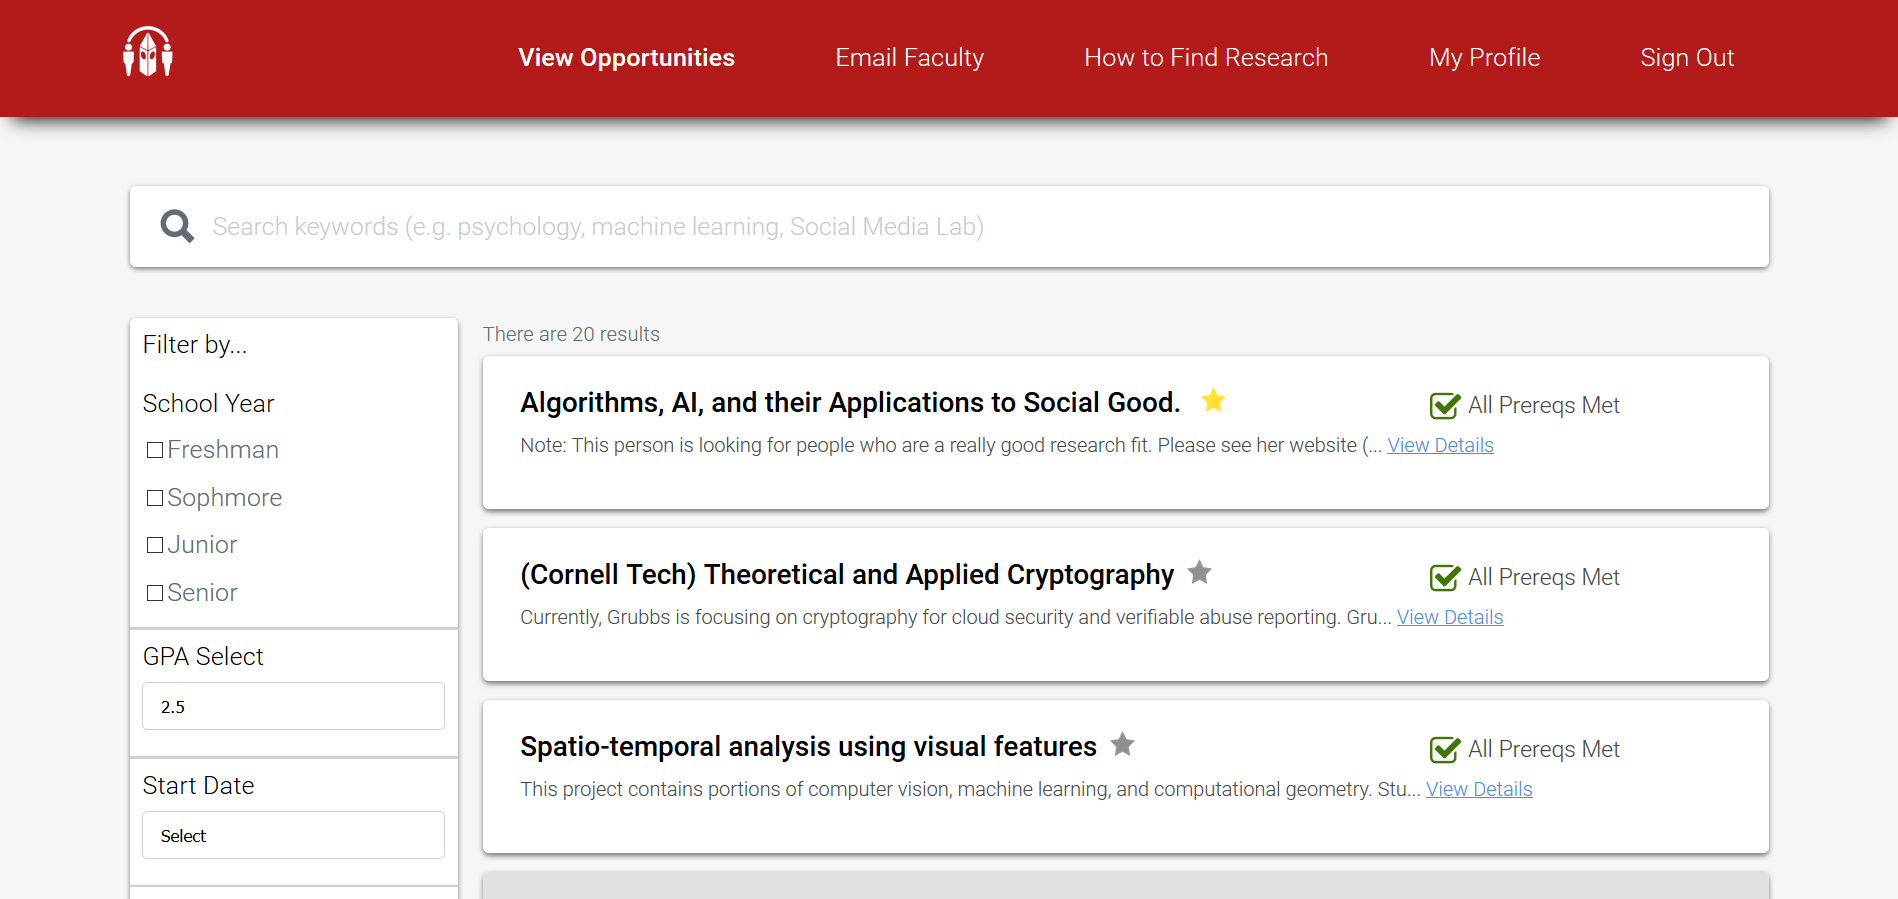 View Opportunities
Email Faculty
How to Find Research
My Profile
Sign Out
Search keywords (e.g. psychology, machine learning, Social Media Lab)
Filter by...
School Year
Freshman
Sophmore
Junior
Senior
GPA Select
2.5
Start Date
Select
There are 20 results
Algorithms, AI, and their Applications to Social Good.
All Prereqs Met
Note: This person is looking for people who are a really good research fit. Please see her website (... View Details
(Cornell Tech) Theoretical and Applied Cryptography
All Prereqs Met
Currently, Grubbs is focusing on cryptography for cloud security and verifiable abuse reporting. Gru... View Details
Spatio-temporal analysis using visual features
All Prereqs Met
This project contains portions of computer vision, machine learning, and computational geometry. Stu... View Details